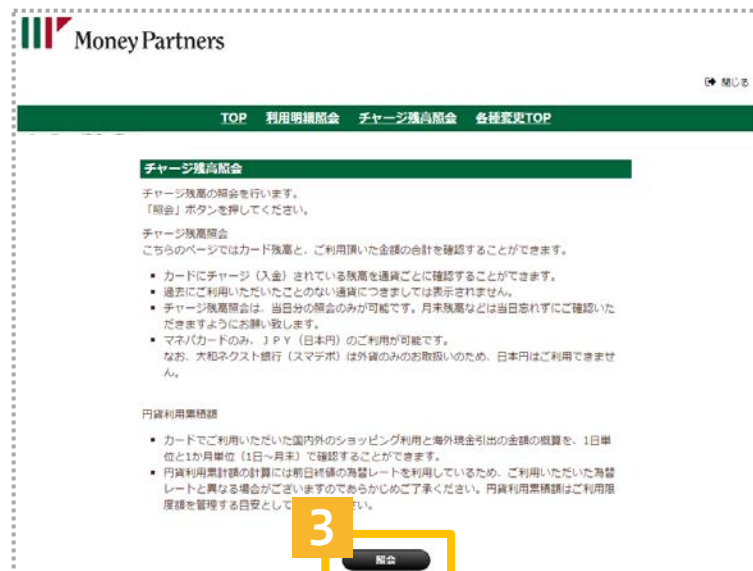 Money Partners
閉じる
TOP 利用明細照会 チャージ残高照会 各種変更TOP
チャージ残高照会
チャージ残高の照会を行います。
「照会」ボタンを押してください。
チャージ残高照会
こちらのページではカード残高と、ご利用頂いた金額の合計を確認することができます。
▪ カードにチャージ（入金）されている残高を通貨ごとに確認することができます。
▪ 過去にご利用いただいたことのない通貨につきましては表示されません。
▪ チャージ残高照会は、当日分の照会のみが可能です。月末残高などは当日忘れずにご確認いた
だきますようにお願い致します。
▪ マネパカードのみ、JPY（日本円）のご利用が可能です。
なお、大和ネクスト銀行（スマデポ）は外貨のみのお取扱いのため、日本円はご利用できませ
ん。
円貨利用累積額
▪ カードでご利用いただいた国内外のショッピング利用と海外現金引出の金額の概算を、1日単
位と1か月単位（1日～月末）で確認することができます。
▪ 円貨利用累計額の計算には前日終値の為替レートを利用しているため、ご利用いただいた為替
レートと異なる場合がございますのであらかじめご了承ください。円貨利用累積額はご利用限
度額を管理する目安として
さい。
3
照会